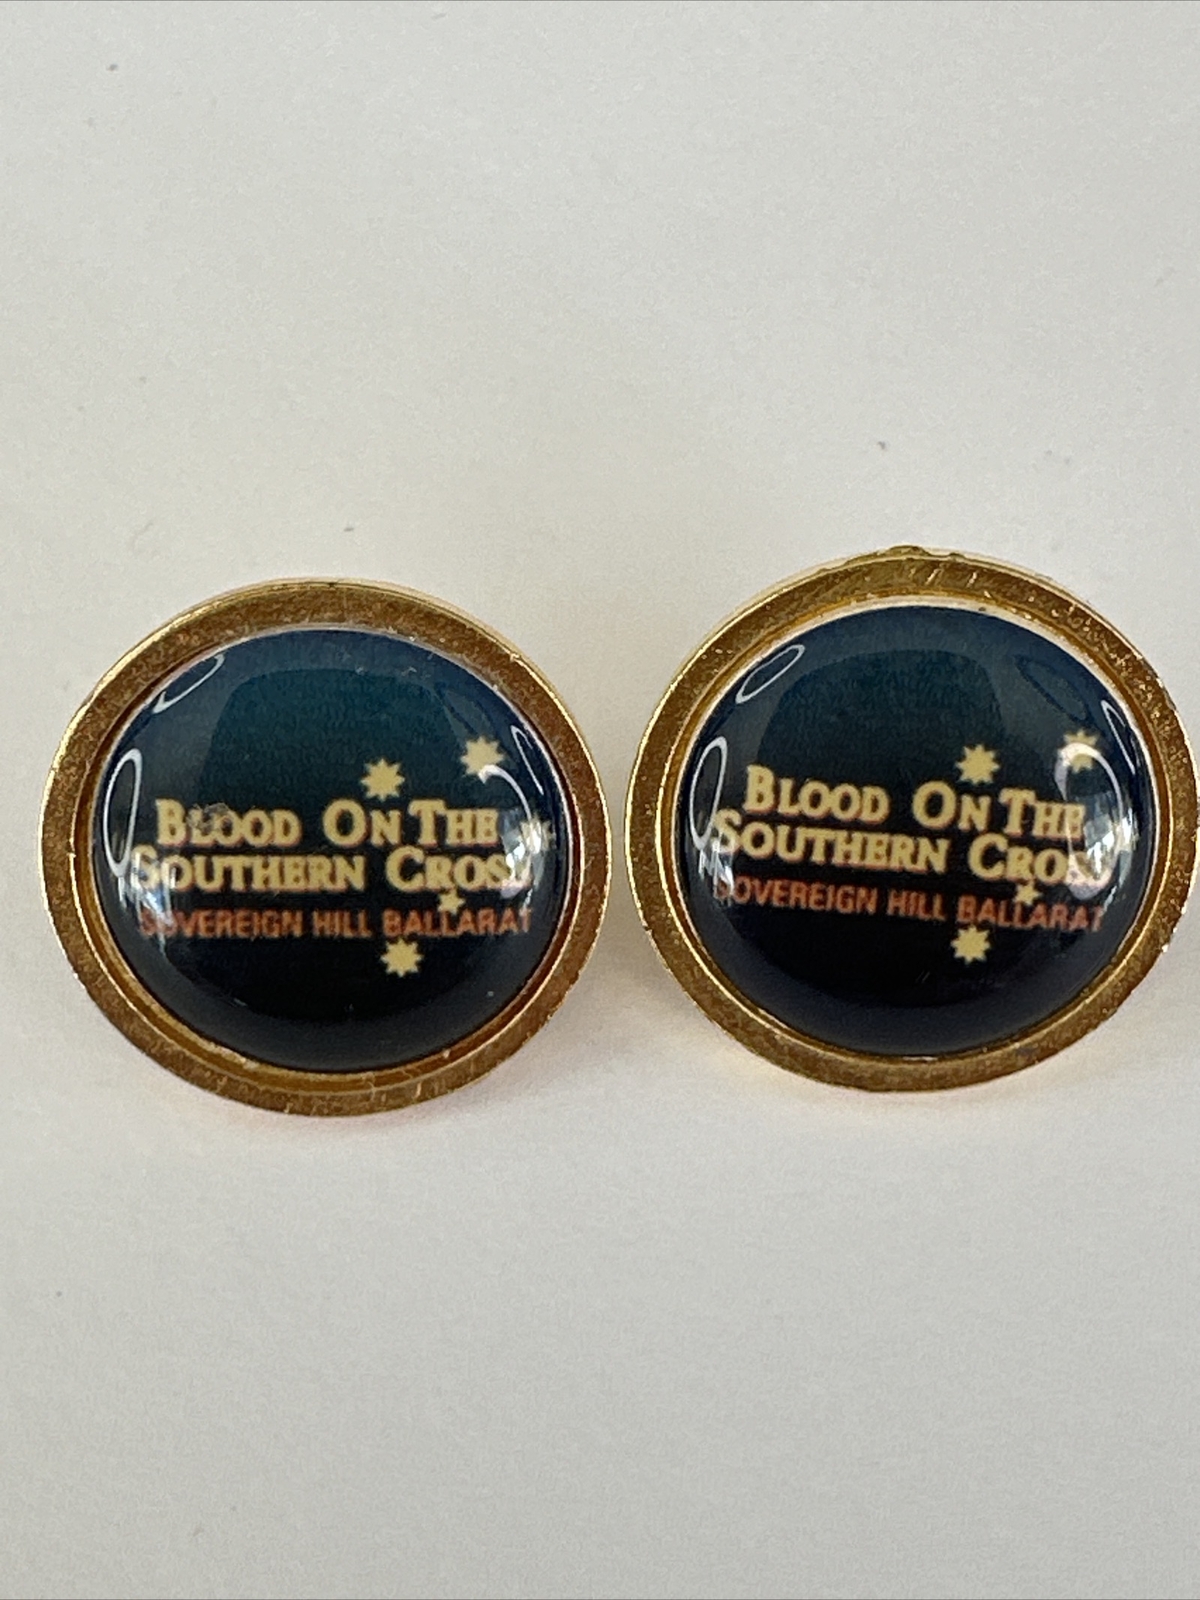 BLOOD ON THE
SOUTHERN CROSS
SOVEREIGN HILL BALLARAT
BLOOD ON THE
SOUTHERN CROSS
SOVEREIGN HILL BALLARAT